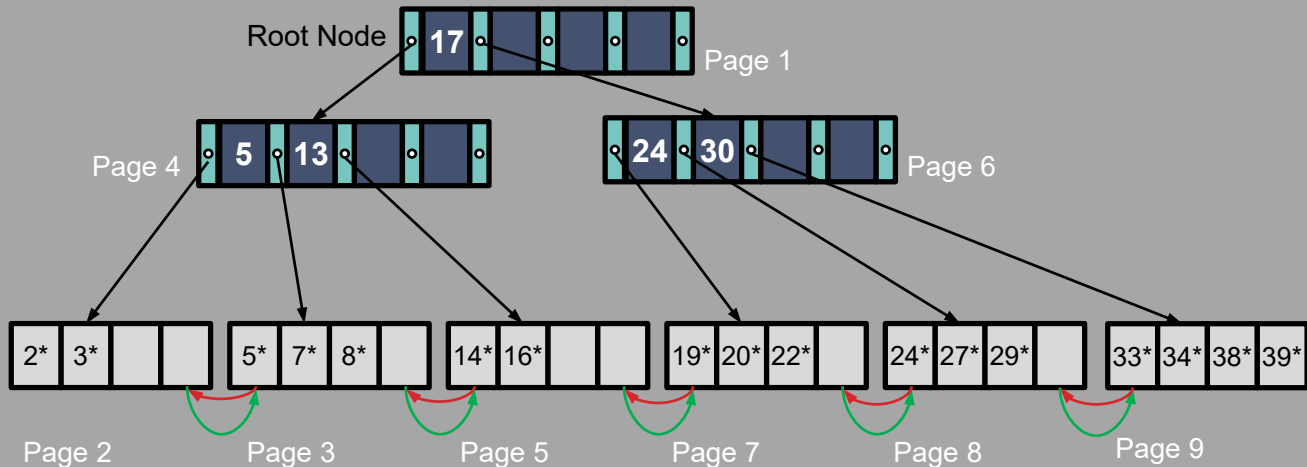 Root Node
17
Page 1
Page 4
5 13
24 30
Page 6
2* 3*
5* 7* 8*
14* 16*
19* 20* 22*
24* 27* 29*
33* 34* 38* 39*
Page 2
Page 3
Page 5
Page 7
Page 8
Page 9